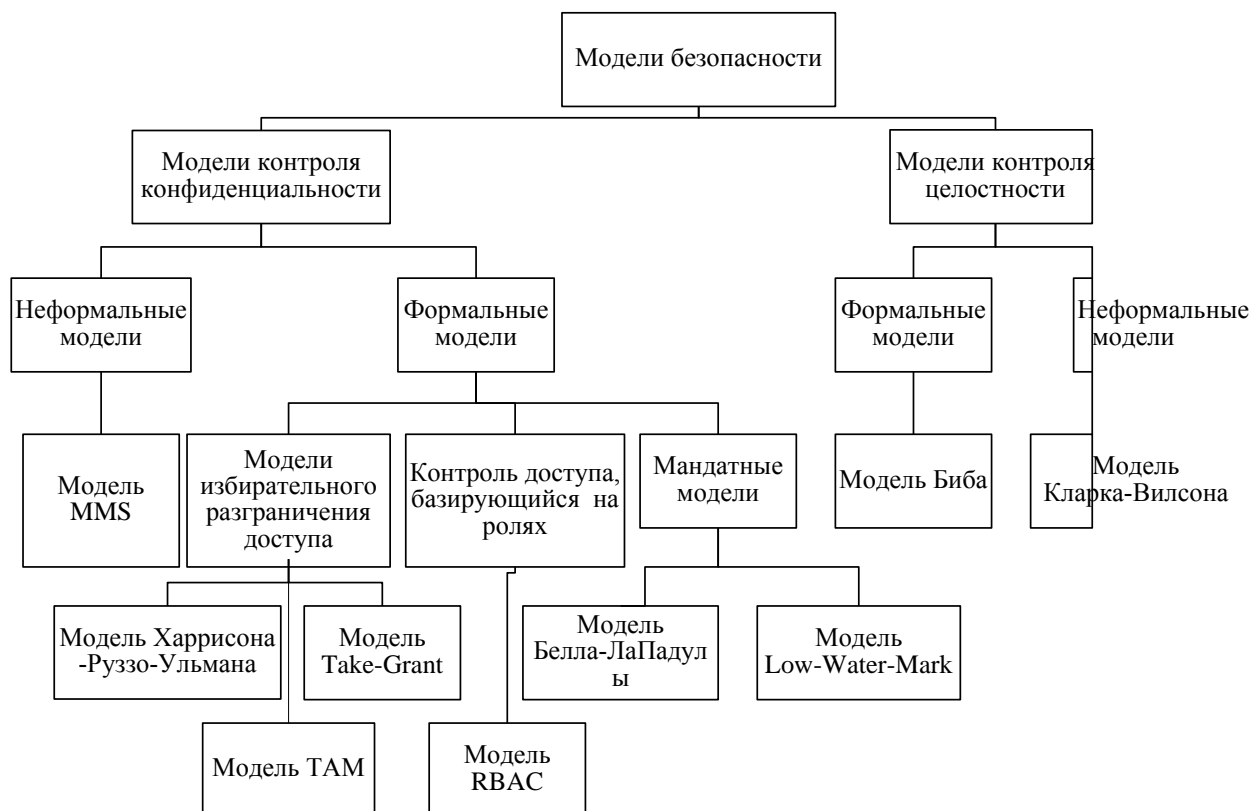 Модели безопасности
Модели контроля
конфиденциальности
Модели контроля
целостности
Неформальные
модели
Формальные
модели
Формальные
модели
Неформальные
модели
Модель
MMS
Модели
избирательного
разграничения
доступа
Контроль доступа,
базирующийся на
ролях
Мандатные
модели
Модель Биба
Модель
Кларка-Вилсона
Модель Харрисона
-Руззо-Ульмана
Модель
Take-Grant
Модель
Белла-ЛаПадул
ы
Модель
Low-Water-Mark
Модель ТАМ
Модель
RBAC